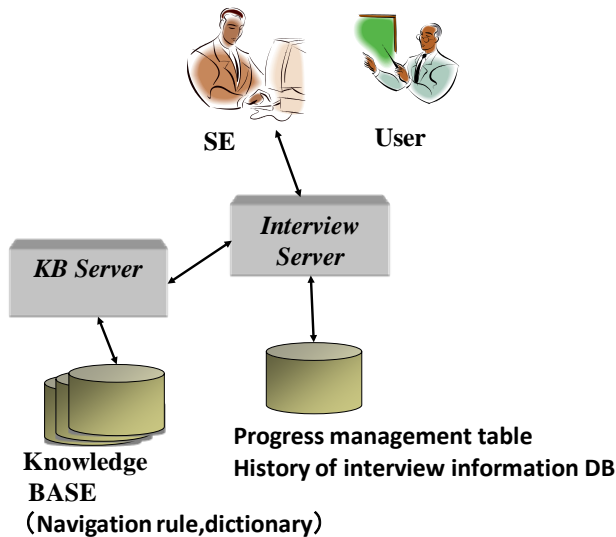 SE
User
Interview
Server
KB Server
Progress management table
History of interview information DB
Knowledge
BASE
（Navigation rule,dictionary）